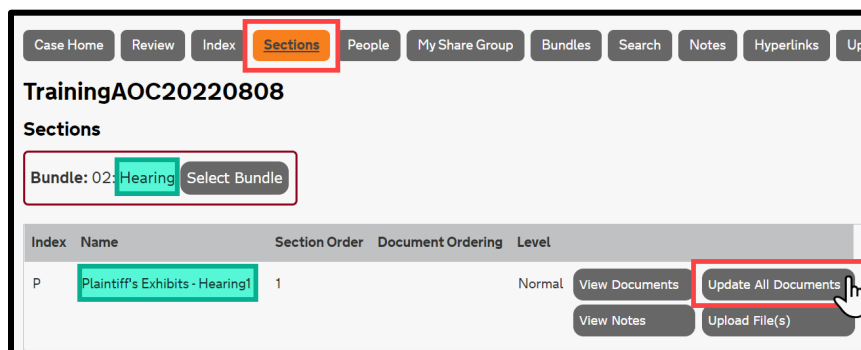 Case Home Review Index Sections People My Share Group Bundles Search Notes Hyperlinks
TrainingAOC20220808
Sections
Bundle: 02: Hearing Select Bundle
Index Name Section Order Document Ordering Level
P Plaintiff's Exhibits - Hearing1 1 Normal View Documents Update All Documents
View Notes Upload File(s)